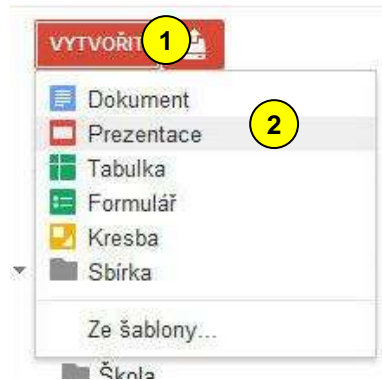 VYTVOŘIT 1
Dokument
Prezentace 2
Tabulka
Formulář
Kresba
Sbírka
Ze šablony...
Škola